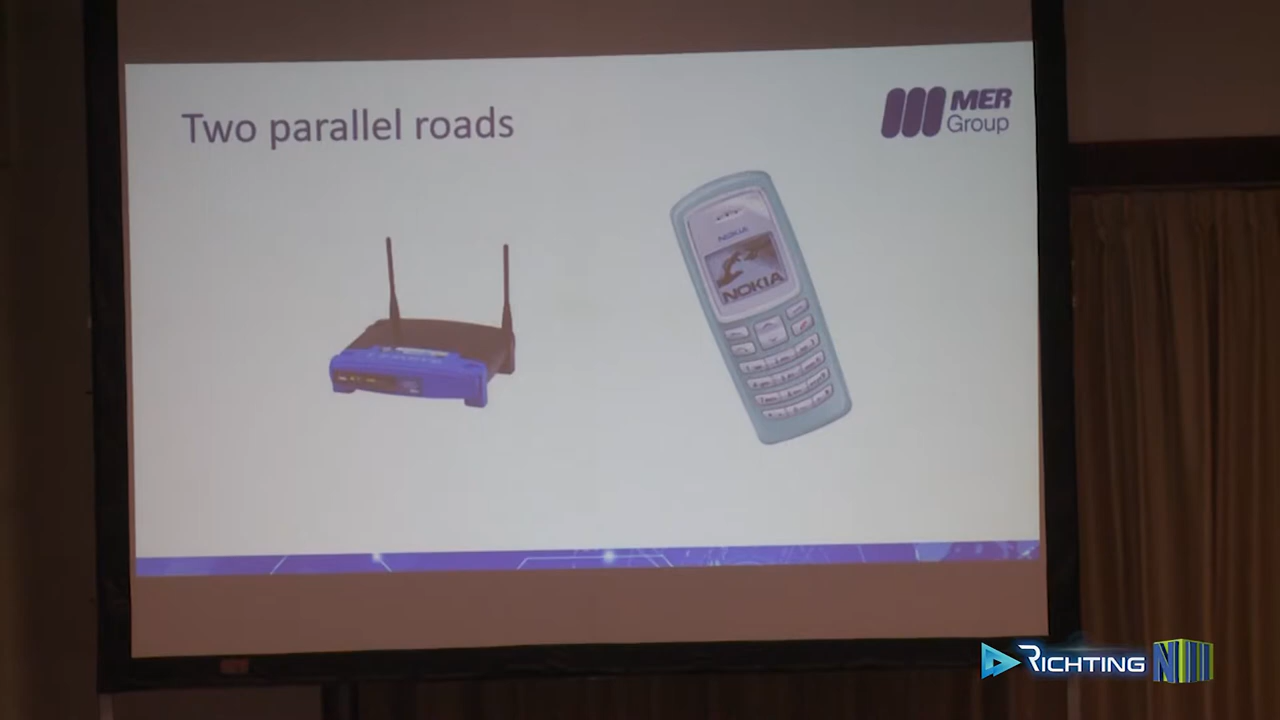 Two parallel roads
MER
Group
NOKIA
NOKIA
RICHTING N